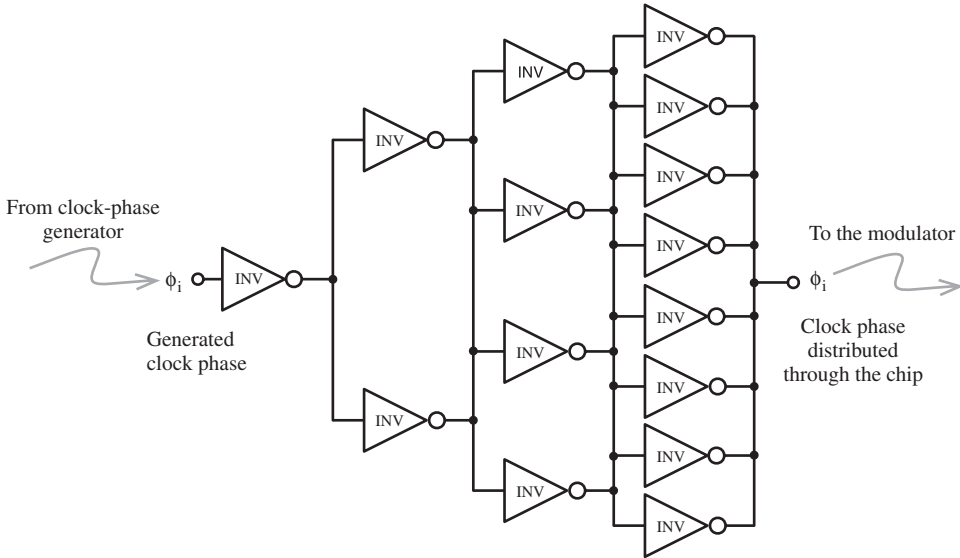 INV
INV
INV
INV
INV
INV
INV
From clock-phase
generator
INV
INV
To the modulator
ϕi
INV
ϕi
Generated
clock phase
INV
INV
Clock phase
distributed
through the chip
INV
INV
INV
INV